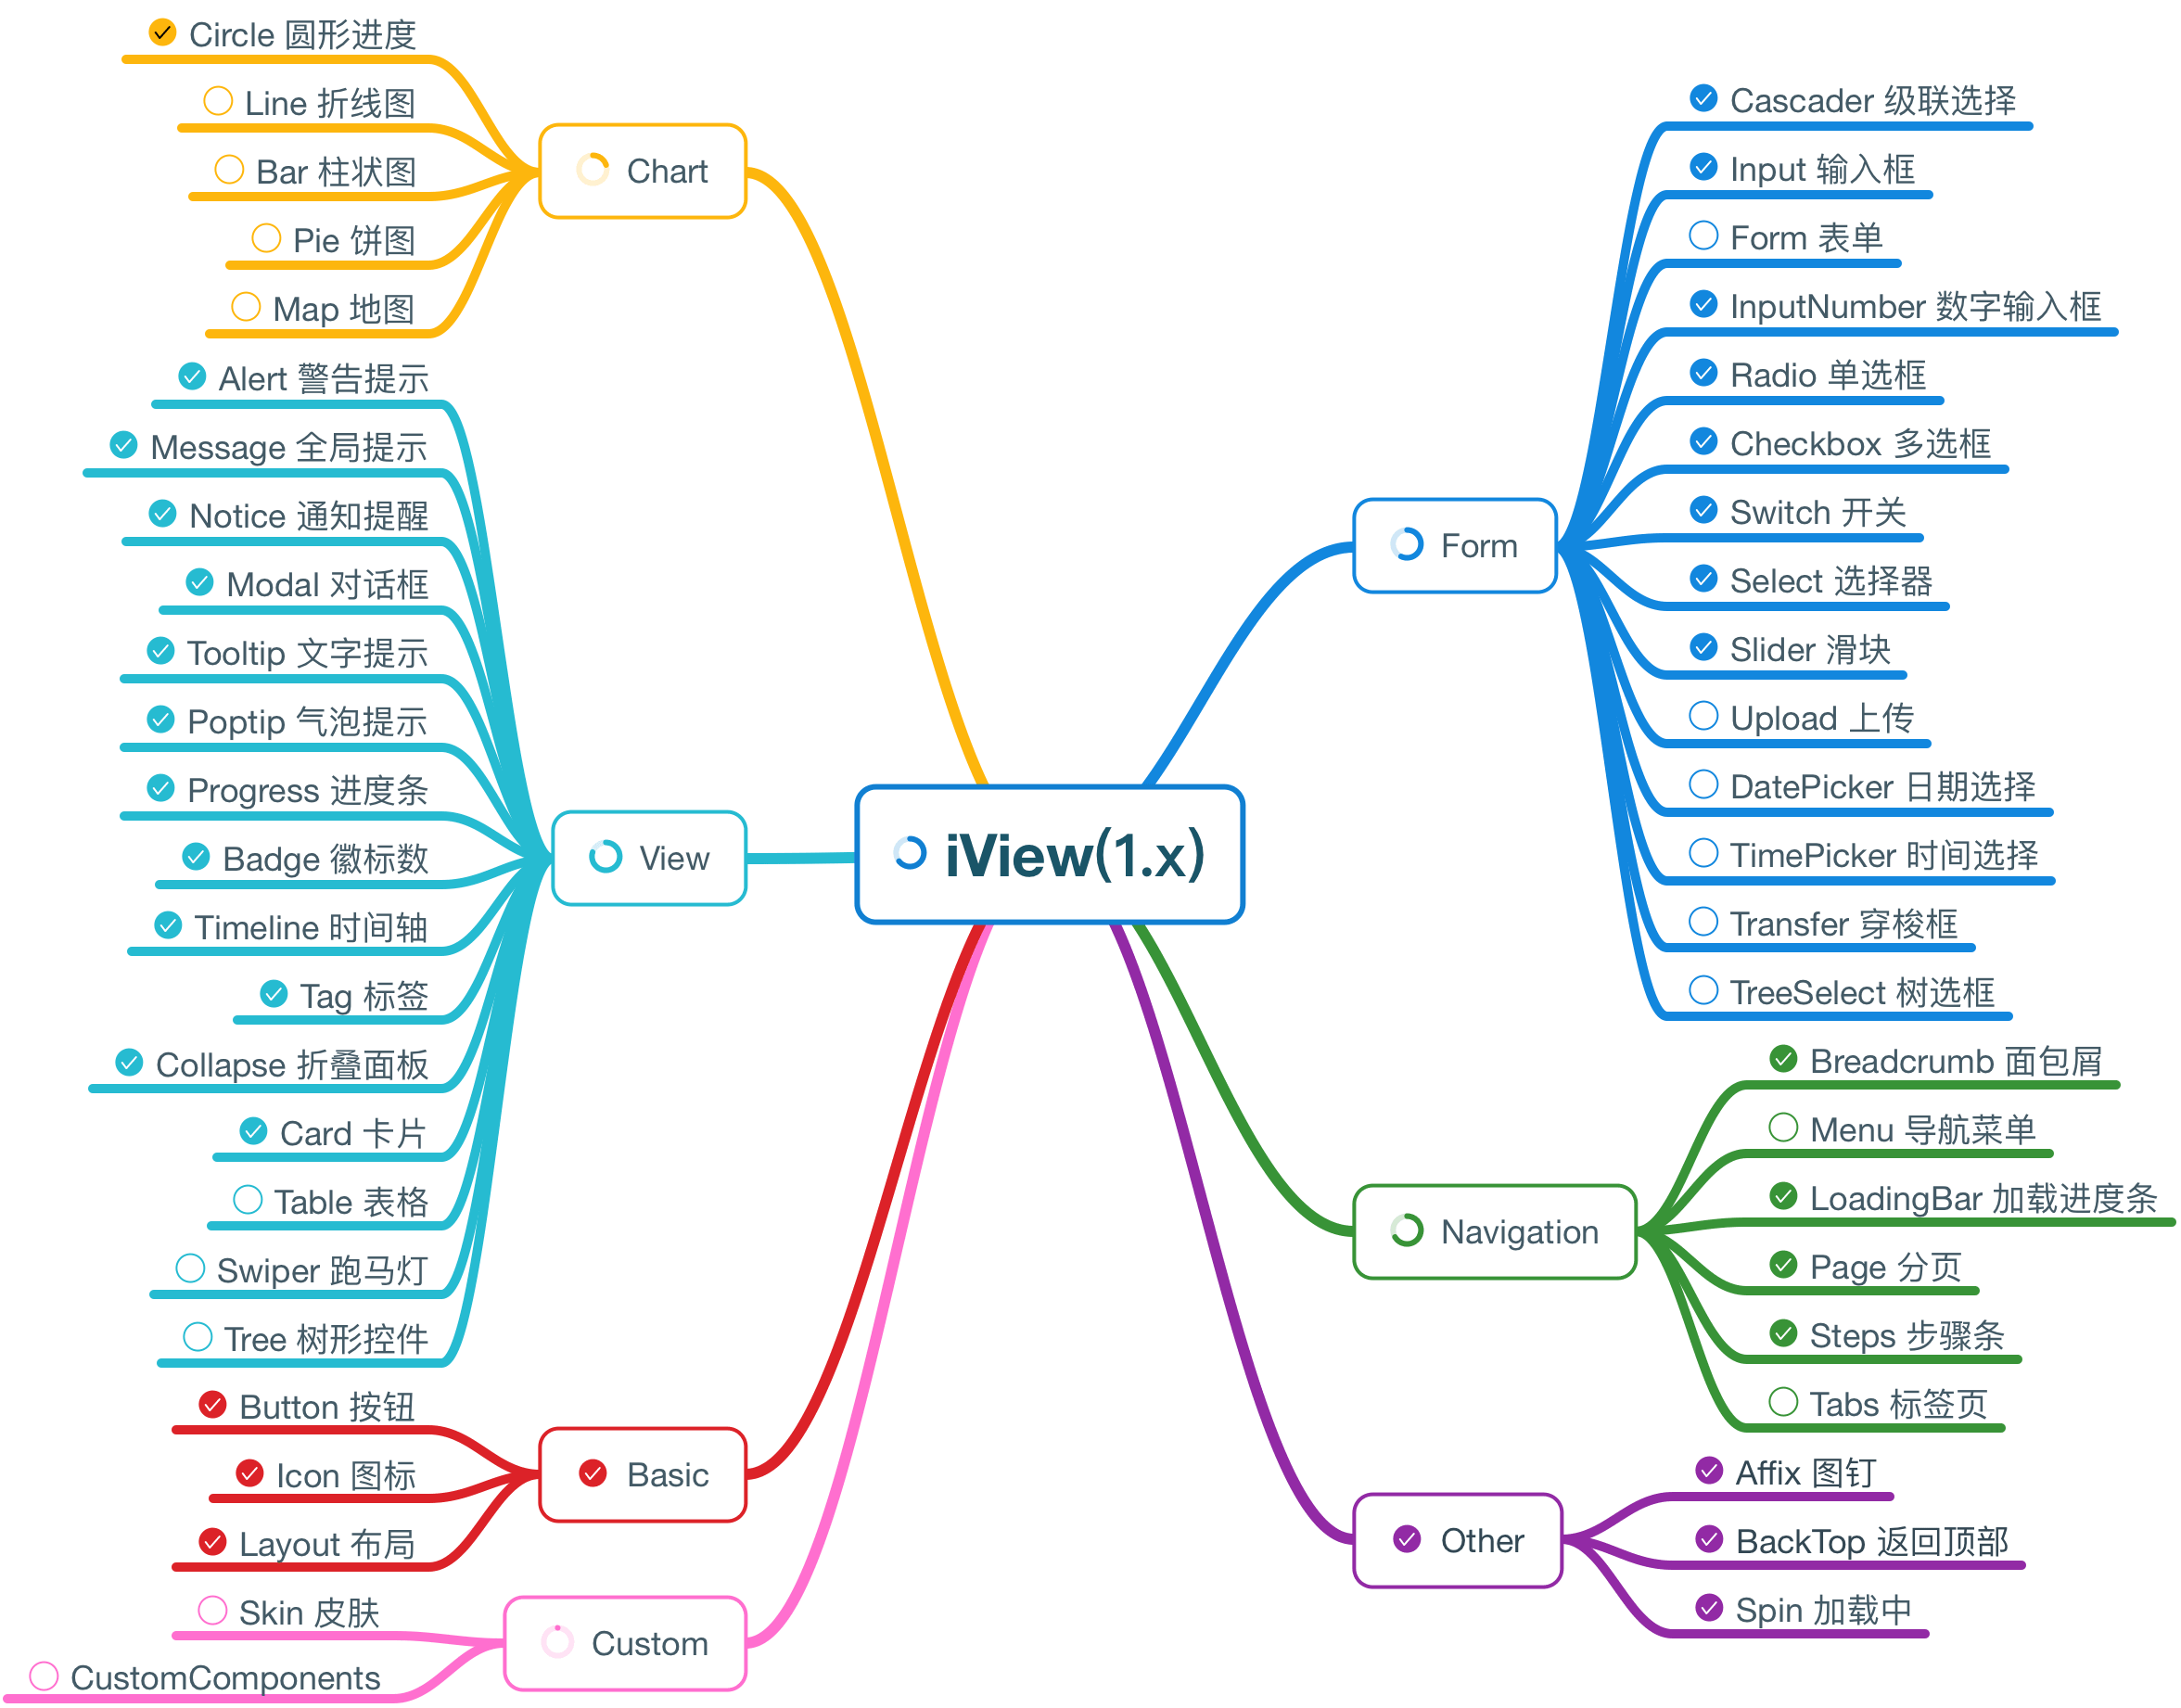 iView(1.x)
Chart
Circle 圆形进度
Line 折线图
Bar 柱状图
Pie 饼图
Map 地图
View
Alert 警告提示
Message 全局提示
Notice 通知提醒
Modal 对话框
Tooltip 文字提示
Poptip 气泡提示
Progress 进度条
Badge 徽标数
Timeline 时间轴
Tag 标签
Collapse 折叠面板
Card 卡片
Table 表格
Swiper 跑马灯
Tree 树形控件
Basic
Button 按钮
Icon 图标
Layout 布局
Custom
Skin 皮肤
CustomComponents
Form
Cascader 级联选择
Input 输入框
Form 表单
InputNumber 数字输入框
Radio 单选框
Checkbox 多选框
Switch 开关
Select 选择器
Slider 滑块
Upload 上传
DatePicker 日期选择
TimePicker 时间选择
Transfer 穿梭框
TreeSelect 树选框
Navigation
Breadcrumb 面包屑
Menu 导航菜单
LoadingBar 加载进度条
Page 分页
Steps 步骤条
Tabs 标签页
Other
Affix 图钉
BackTop 返回顶部
Spin 加载中